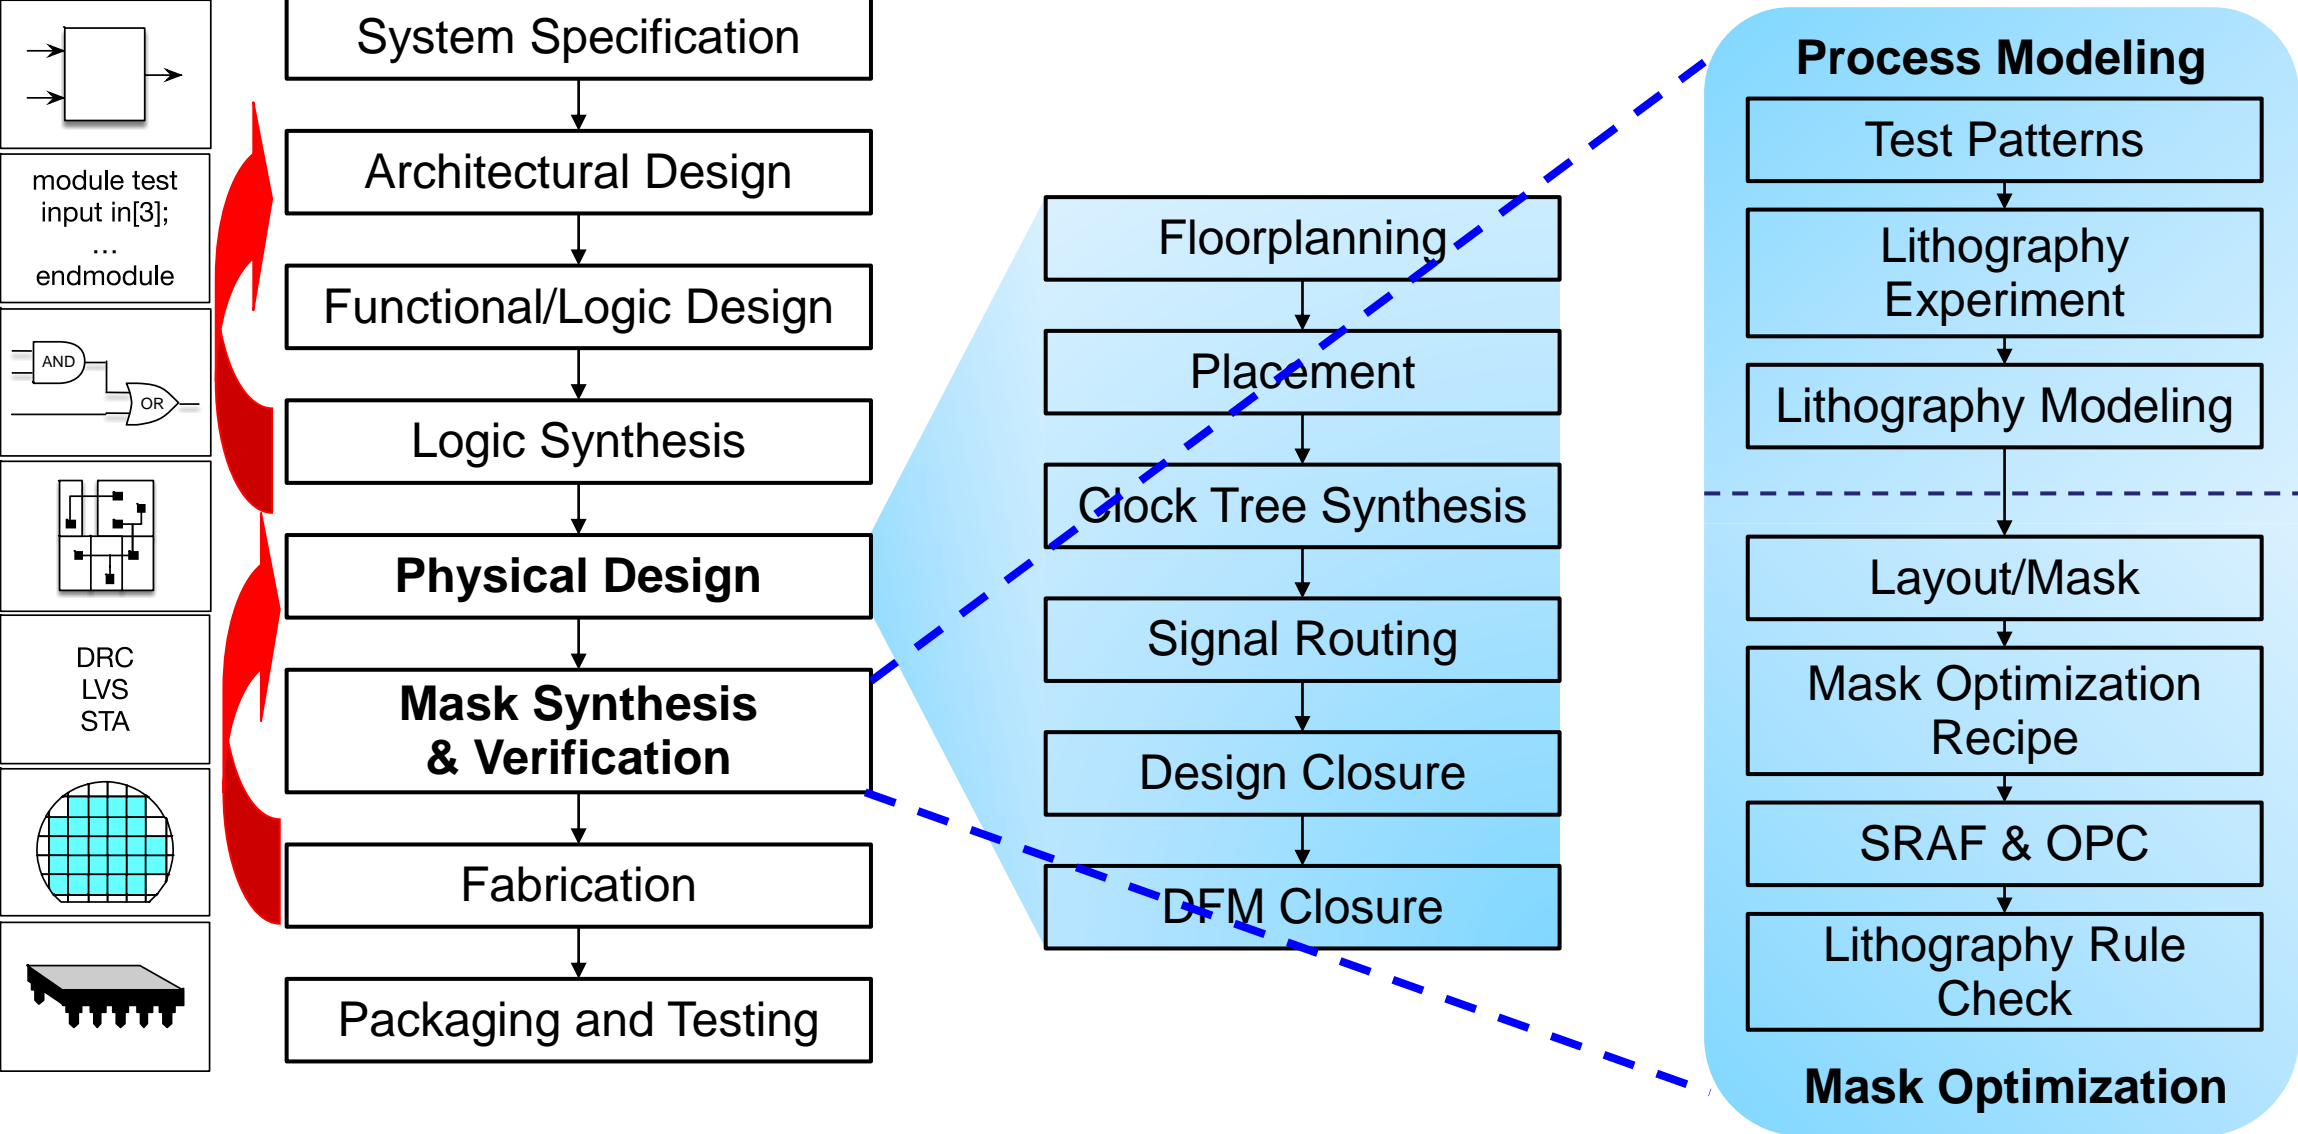 module test
input in[3];
...
endmodule
AND
OR
DRC
LVS
STA
System Specification
Architectural Design
Functional/Logic Design
Logic Synthesis
Physical Design
Mask Synthesis
& Verification
Fabrication
Packaging and Testing
Floorplanning
Placement
Clock Tree Synthesis
Signal Routing
Design Closure
DFM Closure
Process Modeling
Test Patterns
Lithography
Experiment
Lithography Modeling
Layout/Mask
Mask Optimization
Recipe
SRAF & OPC
Lithography Rule
Check
Mask Optimization